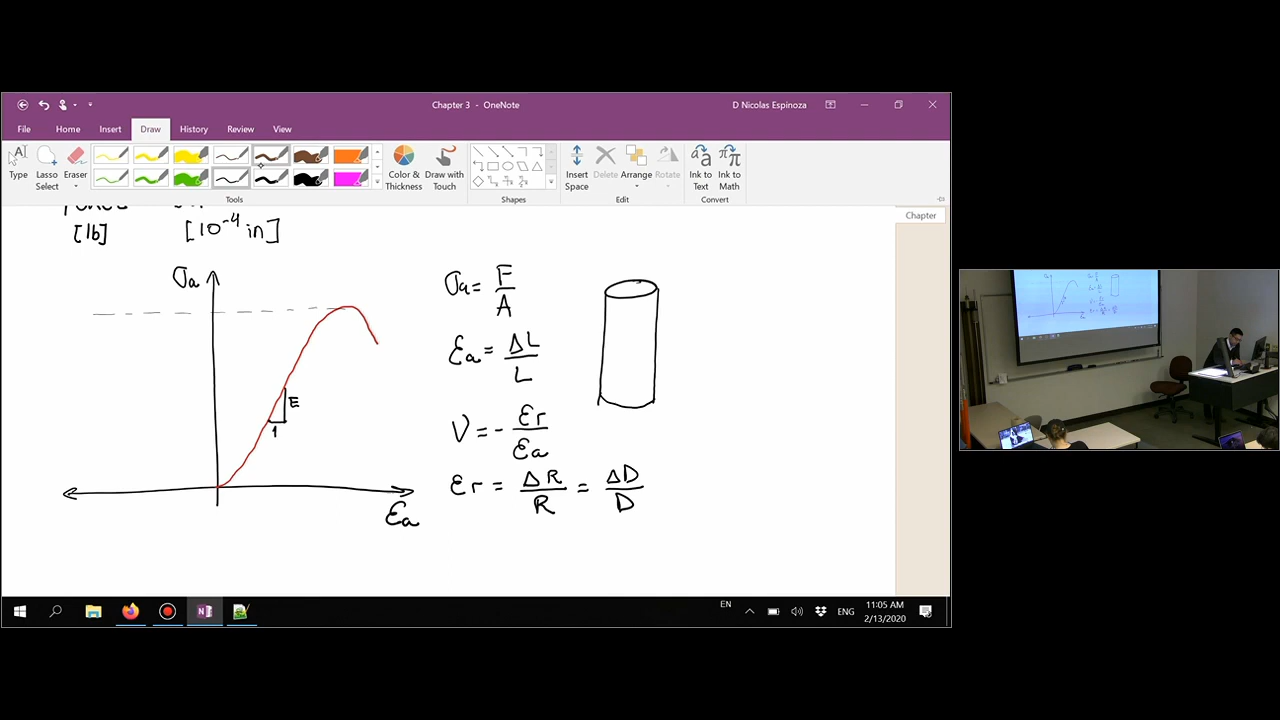 Chapter 3 - OneNote
D Nicolas Espinoza
File Home Insert Draw History Review View
Type
Lasso Select
Eraser
Color & Thickness
Draw with Touch
Insert Space
Delete
Arrange
Rotate
Ink to Text
Ink to Math
Tools
Shapes
Edit
Convert
Chapter
[lb] [10⁻⁴ in]
σa
E
1
εa
σa = F/A
εa = ΔL/L
ν = - εr/εa
εr = ΔR/R = ΔD/D
EN
ENG
11:05 AM
2/13/2020